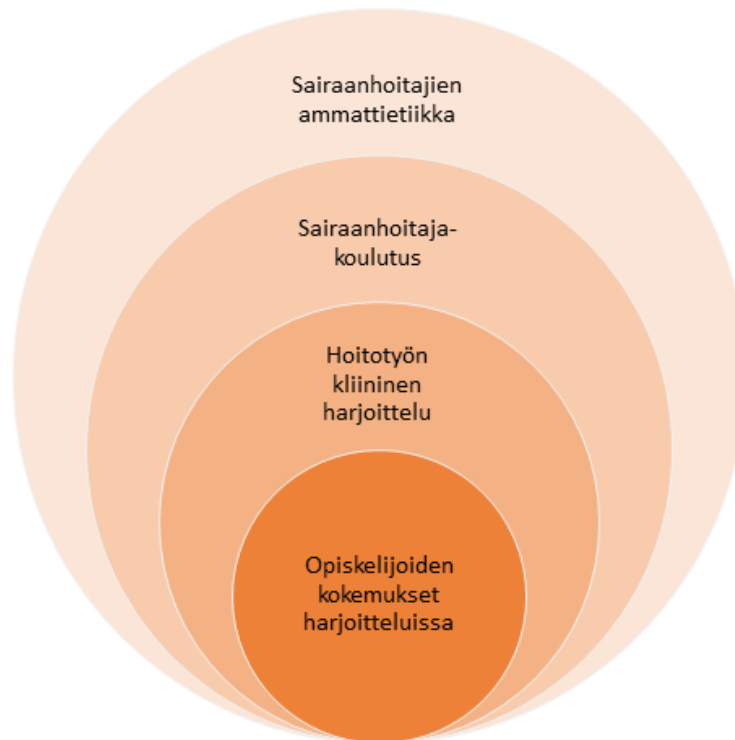 Sairaanhoitajien
ammattietiikka
Sairaanhoitaja-
koulutus
Hoitotyön
kliininen
harjoittelu
Opiskelijoiden
kokemukset
harjoitteluissa